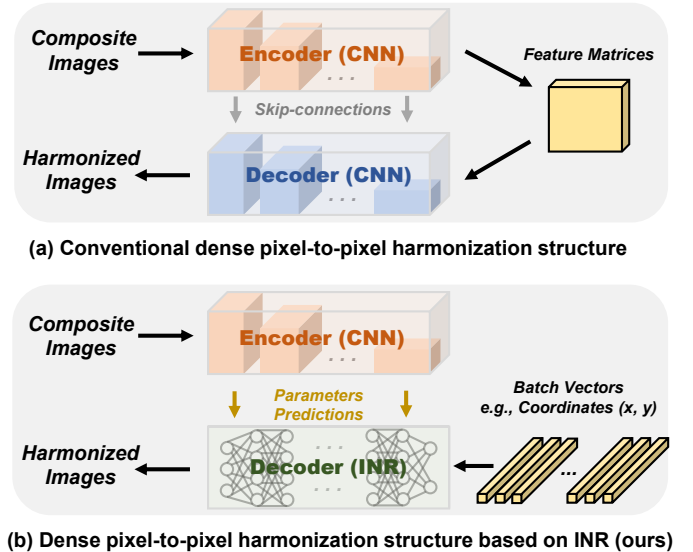 Composite
Images
Encoder (CNN)
. . .
Feature Matrices
Skip-connections
Harmonized
Images
Decoder (CNN)
. . .
(a) Conventional dense pixel-to-pixel harmonization structure
Composite
Images
Encoder (CNN)
. . .
Parameters
Predictions
Batch Vectors
e.g., Coordinates (x, y)
Harmonized
Images
. . .
Decoder (INR)
. . .
...
(b) Dense pixel-to-pixel harmonization structure based on INR (ours)